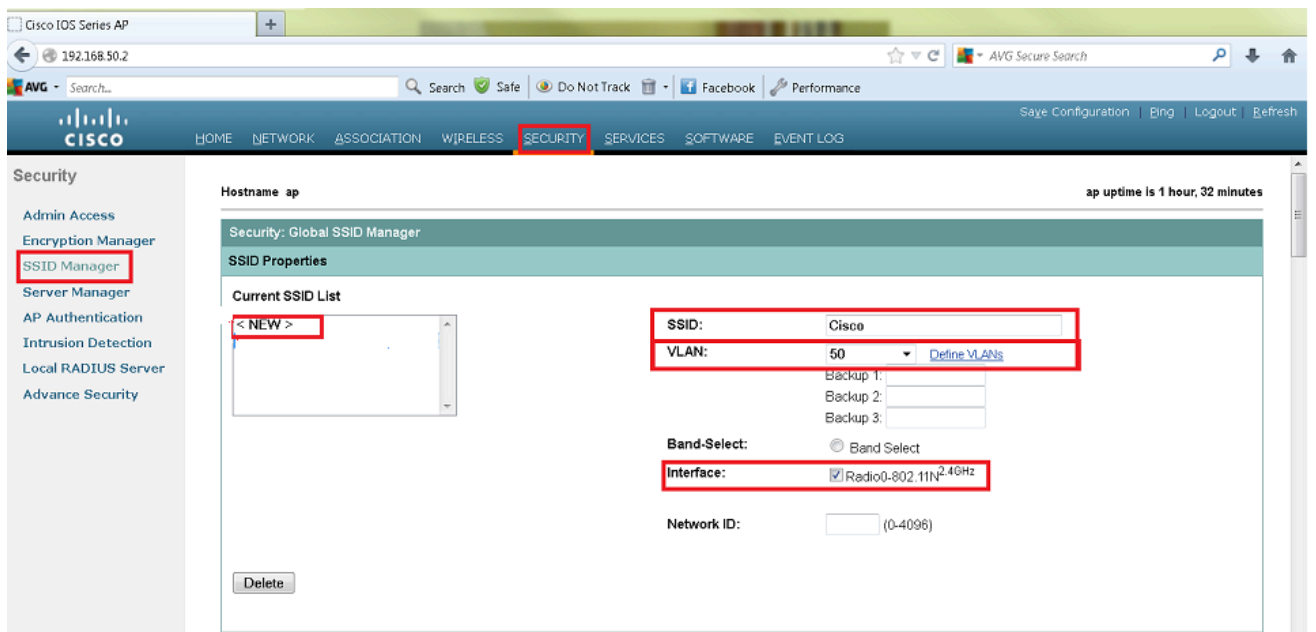 Cisco IOS Series AP
+
192.168.50.2
AVG Secure Search
AVG Search... Search Safe Do Not Track Facebook Performance
Save Configuration | Ping | Logout | Refresh
CISCO
HOME NETWORK ASSOCIATION WIRELESS SECURITY SERVICES SOFTWARE EVENT LOG
Security
Admin Access
Encryption Manager
SSID Manager
Server Manager
AP Authentication
Intrusion Detection
Local RADIUS Server
Advance Security
Hostname ap
ap uptime is 1 hour, 32 minutes
Security: Global SSID Manager
SSID Properties
Current SSID List
< NEW >
SSID: Cisco
VLAN: 50 Define VLANs
Backup 1:
Backup 2:
Backup 3:
Band-Select: Band Select
Interface: Radio0-802.11N2.4GHz
Network ID: (0-4096)
Delete